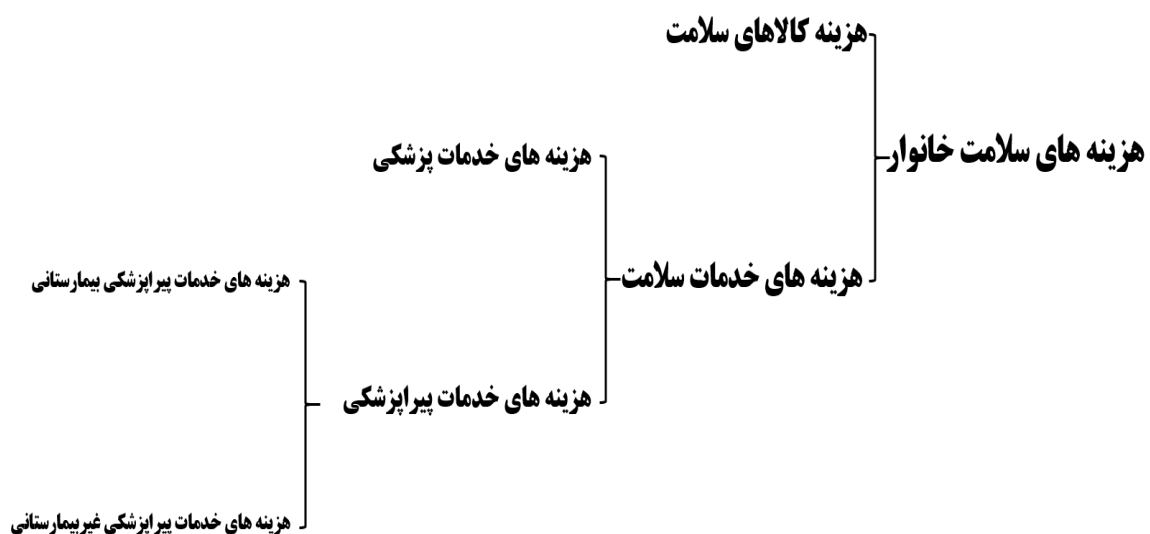 هزینه کالاهای سلامت
هزینه های سلامت خانوار
هزینه های خدمات پزشکی
هزینه های خدمات سلامت
هزینه های خدمات پیراپزشکی بیمارستانی
هزینه های خدمات پیراپزشکی
هزینه های خدمات پیراپزشکی غیربیمارستانی